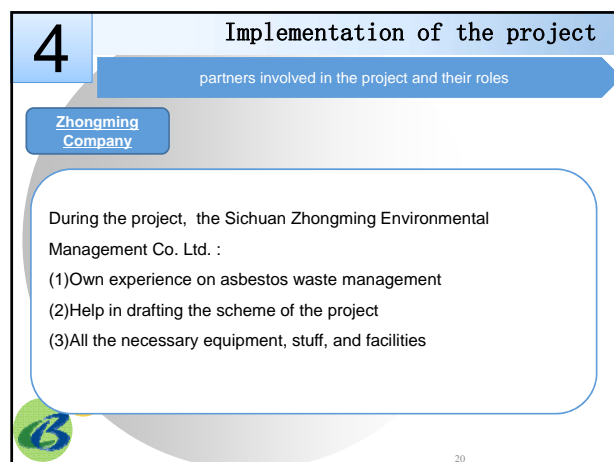 4
Implementation of the project
partners involved in the project and their roles
Zhongming
Company
During the project, the Sichuan Zhongming Environmental
Management Co. Ltd. :
(1)Own experience on asbestos waste management
(2)Help in drafting the scheme of the project
(3)All the necessary equipment, stuff, and facilities
20